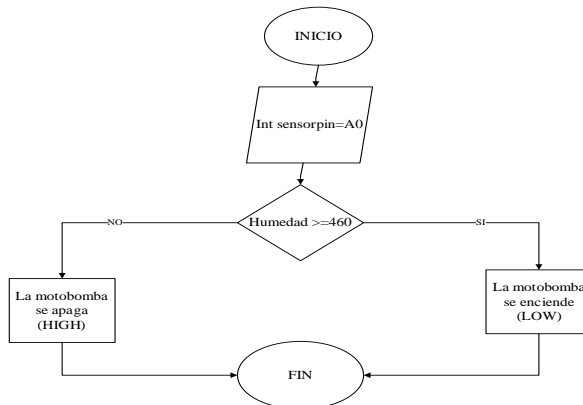 INICIO
Int sensorpin=A0
Humedad >=460
NO
SI
La motobomba
se apaga
(HIGH)
La motobomba
se enciende
(LOW)
FIN